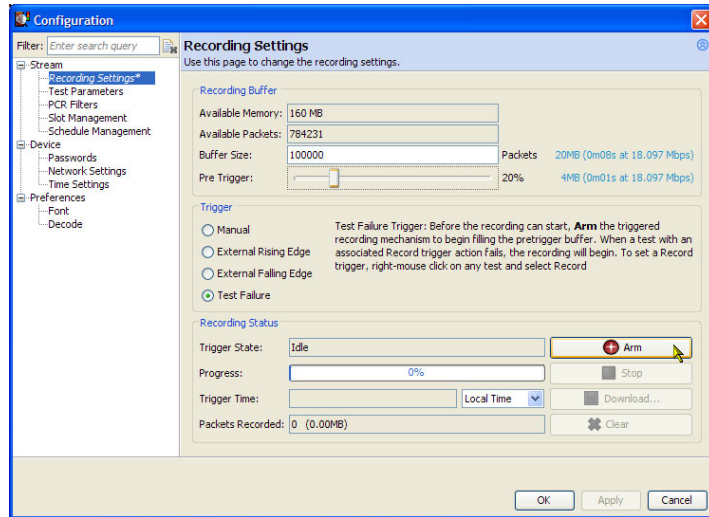 Configuration
Filter: Enter search query
Stream
Recording Settings*
Test Parameters
PCR Filters
Slot Management
Schedule Management
Device
Passwords
Network Settings
Time Settings
Preferences
Font
Decode
Recording Settings
Use this page to change the recording settings.
Recording Buffer
Available Memory: 160 MB
Available Packets: 784231
Buffer Size: 100000 Packets 20MB (0m08s at 18.097 Mbps)
Pre Trigger: 20% 4MB (0m01s at 18.097 Mbps)
Trigger
Manual
External Rising Edge
External Falling Edge
Test Failure
Test Failure Trigger: Before the recording can start, Arm the triggered
recording mechanism to begin filling the pretrigger buffer. When a test with an
associated Record trigger action fails, the recording will begin. To set a Record
trigger, right-mouse click on any test and select Record
Recording Status
Trigger State: Idle Arm
Progress: 0% Stop
Trigger Time: Local Time Download...
Packets Recorded: 0 (0.00MB) Clear
OK Apply Cancel